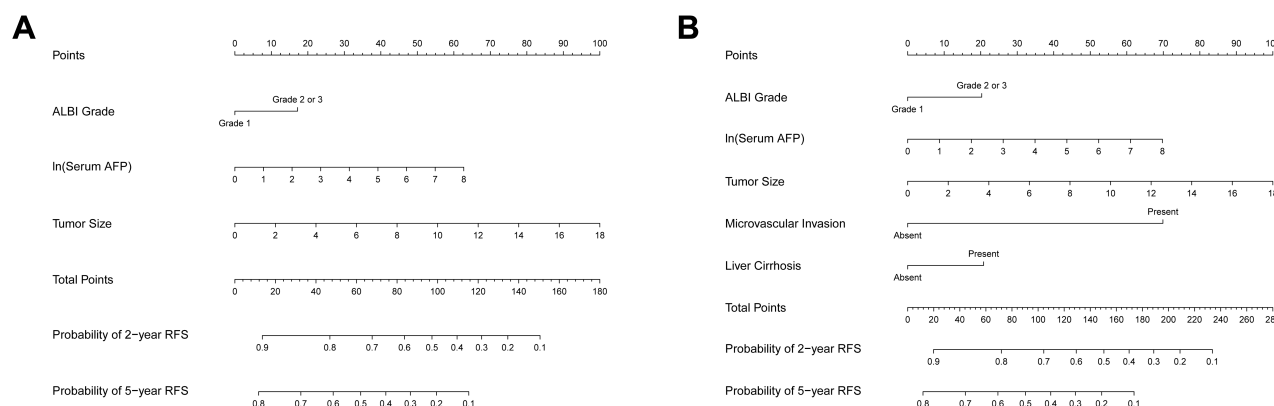 A
Points
0 10 20 30 40 50 60 70 80 90 100
ALBI Grade
Grade 2 or 3
Grade 1
ln(Serum AFP)
0 1 2 3 4 5 6 7 8
Tumor Size
0 2 4 6 8 10 12 14 16 18
Total Points
0 20 40 60 80 100 120 140 160 180
Probability of 2−year RFS
0.9 0.8 0.7 0.6 0.5 0.4 0.3 0.2 0.1
Probability of 5−year RFS
0.8 0.7 0.6 0.5 0.4 0.3 0.2 0.1
B
Points
0 10 20 30 40 50 60 70 80 90 100
ALBI Grade
Grade 2 or 3
Grade 1
ln(Serum AFP)
0 1 2 3 4 5 6 7 8
Tumor Size
0 2 4 6 8 10 12 14 16
Microvascular Invasion
Present
Absent
Liver Cirrhosis
Present
Absent
Total Points
0 20 40 60 80 100 120 140 160 180 200 220 240 260
Probability of 2−year RFS
0.9 0.8 0.7 0.6 0.5 0.4 0.3 0.2 0.1
Probability of 5−year RFS
0.8 0.7 0.6 0.5 0.4 0.3 0.2 0.1